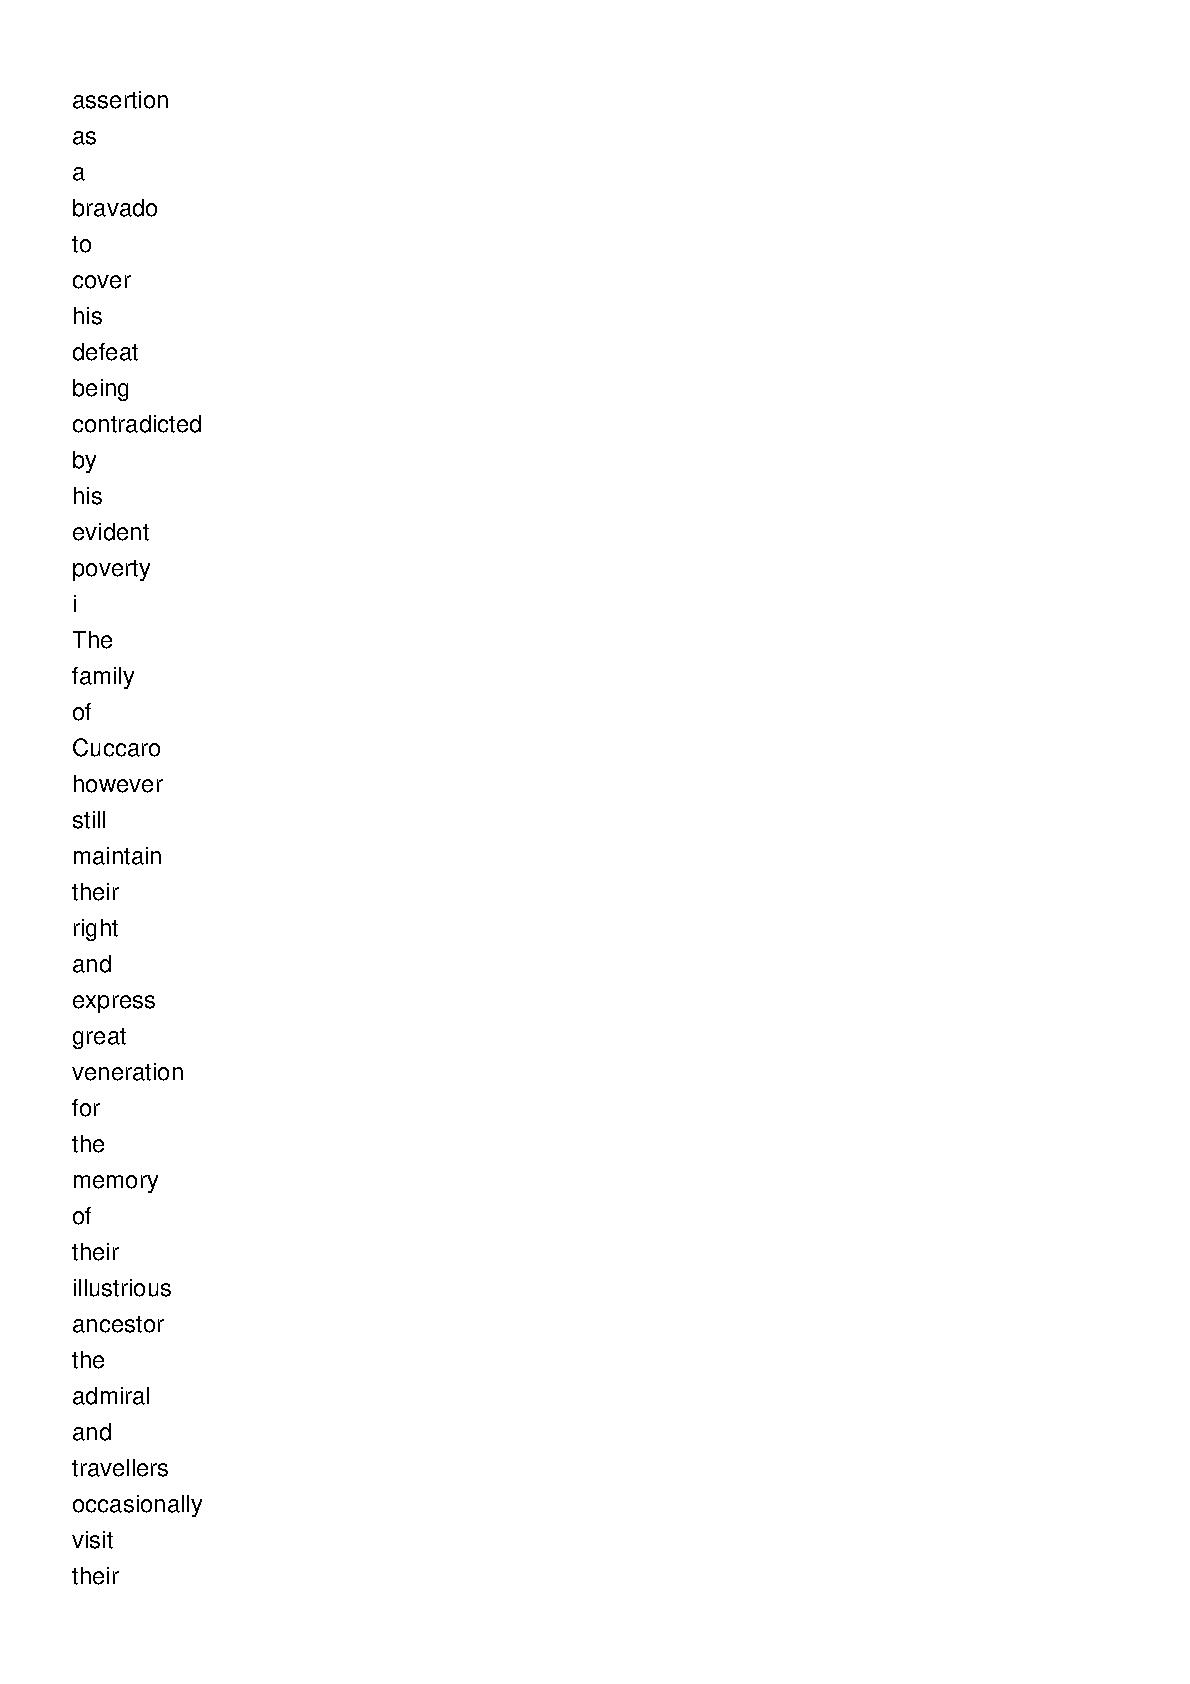 assertion
as
a
bravado
to
cover
his
defeat
being
contradicted
by
his
evident
poverty
i
The
family
of
Cuccaro
however
still
maintain
their
right
and
express
great
veneration
for
the
memory
of
their
illustrious
ancestor
the
admiral
and
travellers
occasionally
visit
their